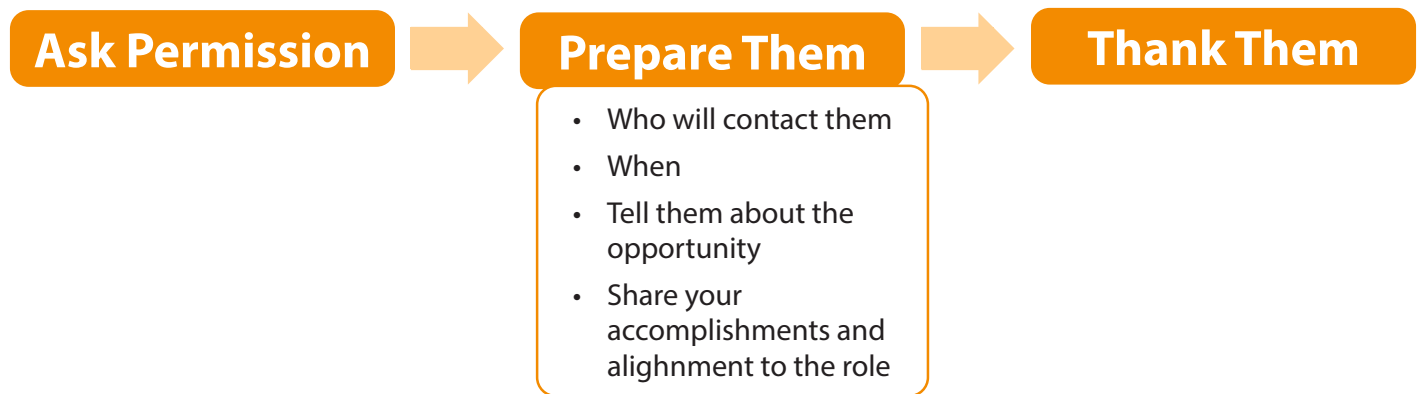 Ask Permission
Prepare Them
• Who will contact them
• When
• Tell them about the
opportunity
• Share your
accomplishments and
alighnment to the role
Thank Them